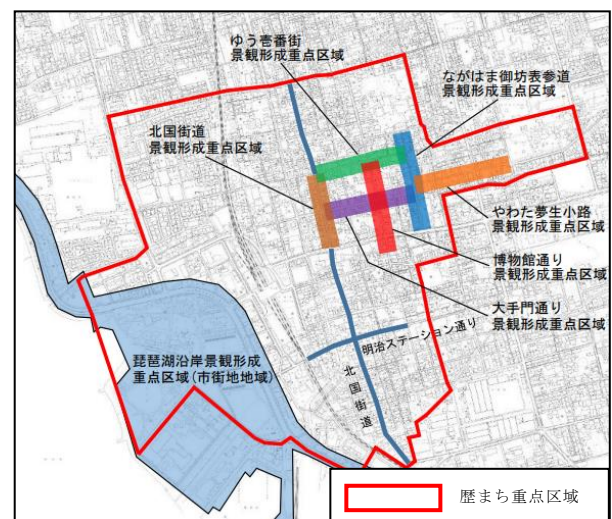 ゆう壱番街
景観形成重点区域
ながはま御坊表参道
景観形成重点区域
北国街道
景観形成重点区域
やわた夢生小路
景観形成重点区域
博物館通り
景観形成重点区域
大手門通り
景観形成重点区域
明治ステーション通り
琵琶湖沿岸景観形成
重点区域(市街地地域)
北国街道
歴まち重点区域